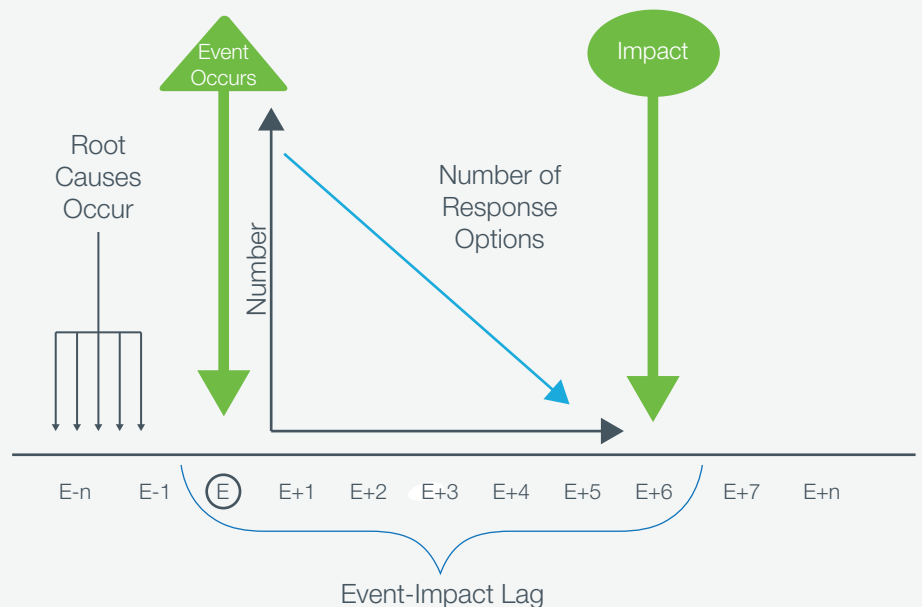 Event
Occurs
Impact
Root
Causes
Occur
Number of
Response
Options
Number
E-n E-1 E E+1 E+2 E+3 E+4 E+5 E+6 E+7 E+n
Event-Impact Lag